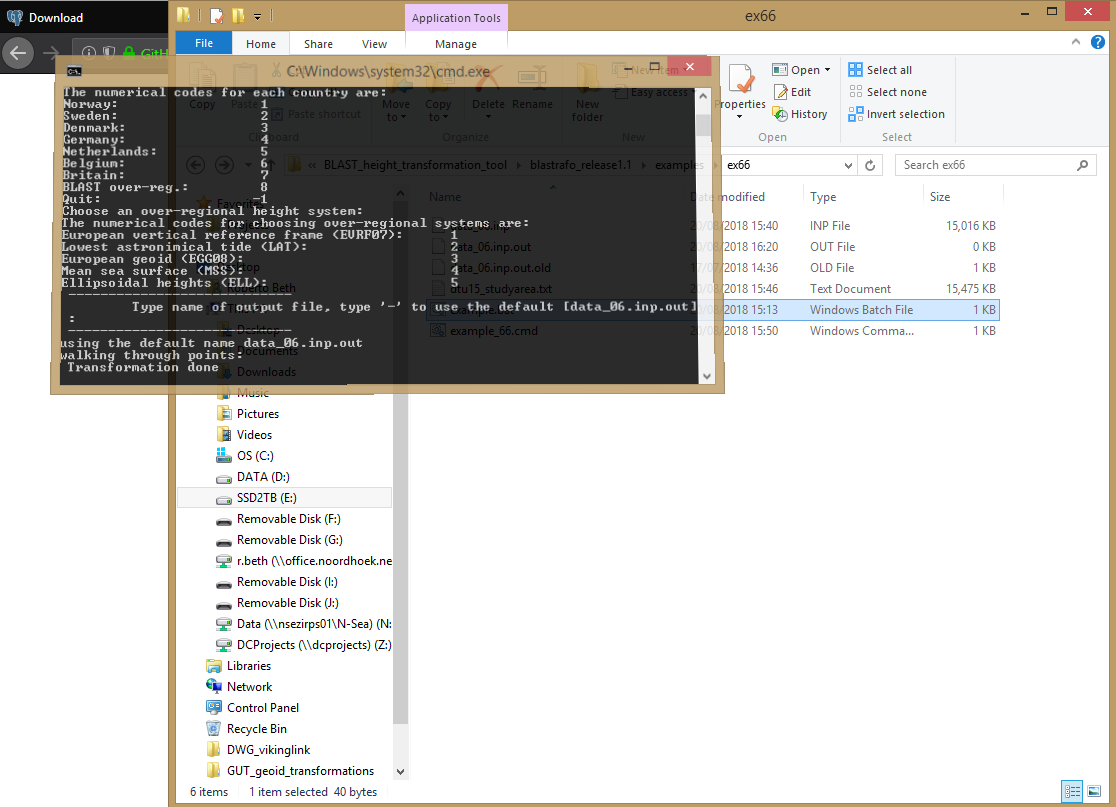 Download
GitH
Application Tools
ex66
File
Home
Share
View
Manage
C:\Windows\system32\cmd.exe
The numerical codes for each country are:
Norway: 1
Sweden: 2
Denmark: 3
Germany: 4
Netherlands: 5
Belgium: 6
Britain: 7
BLAST over-reg.: 8
Quit: -1
Choose an over-regional height system:
The numerical codes for choosing over-regional systems are:
European vertical reference frame (EVRF07): 1
Lowest astronimical tide (LAT): 2
European geoid (EGG08): 3
Mean sea surface (MSS): 4
Ellipsoidal heights (ELL): 5
----------------------------
Type name of output file, type '-' to use the default [data_06.inp.out]
:
----------------------------
using the default name data_06.inp.out
walking through points:
Transformation done
Copy
Paste
Paste shortcut
Clipboard
Move to
Copy to
Delete
Rename
Organize
New folder
New item
Easy access
New
Properties
Open
Edit
History
Open
Select all
Select none
Invert selection
Select
« BLAST_height_transformation_tool
blastrafo_release1.1
examples
ex66
Search ex66
Name
Date modified
Type
Size
20/08/2018 15:40 INP File 15,016 KB
data_06.inp.out 20/08/2018 16:20 OUT File 0 KB
data_06.inp.out.old 17/07/2018 14:36 OLD File 1 KB
dtu15_studyarea.txt 20/08/2018 15:46 Text Document 15,475 KB
example.bat 20/08/2018 15:13 Windows Batch File 1 KB
example_66.cmd 20/08/2018 15:50 Windows Comma... 1 KB
Favorites
Roberto Beth
Desktop
Documents
Downloads
Music
Pictures
Videos
OS (C:)
DATA (D:)
SSD2TB (E:)
Removable Disk (F:)
Removable Disk (G:)
r.beth (\\office.noordhoek.ne
Removable Disk (I:)
Removable Disk (J:)
Data (\\nsezirps01\N-Sea) (N:
DCProjects (\\dcprojects) (Z:)
Libraries
Network
Control Panel
Recycle Bin
DWG_vikinglink
GUT_geoid_transformations
6 items
1 item selected 40 bytes